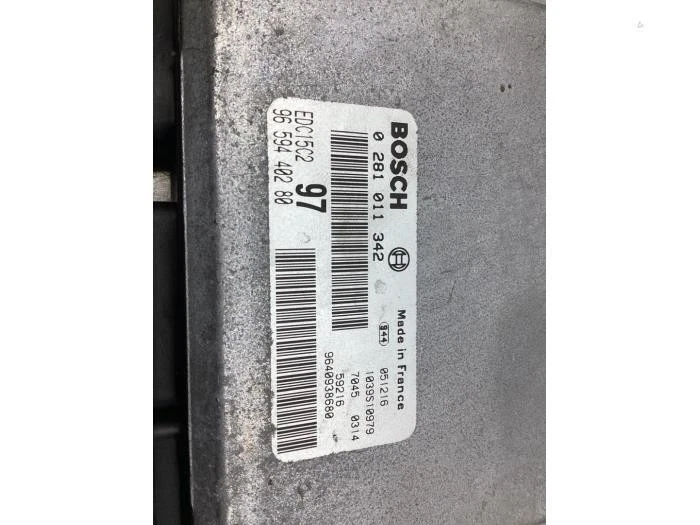 BOSCH
0 281 011 342
Made in France
844
051216
1039S10979
7045 0314
59216
9640938680
EDC15C2
97
96 594 402 80